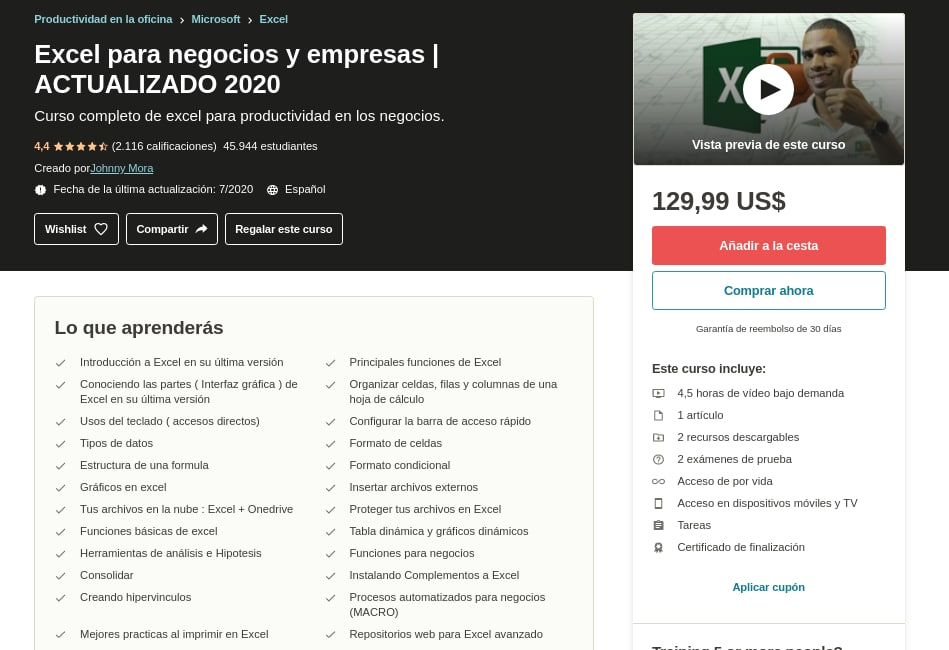 Productividad en la oficina > Microsoft > Excel
Excel para negocios y empresas |
ACTUALIZADO 2020
Curso completo de excel para productividad en los negocios.
4,4 (2.116 calificaciones) 45.944 estudiantes
Creado por Johnny Mora
Fecha de la última actualización: 7/2020 Español
Wishlist Compartir Regalar este curso
Lo que aprenderás
Introducción a Excel en su última versión
Principales funciones de Excel
Conociendo las partes ( Interfaz gráfica ) de
Excel en su última versión
Organizar celdas, filas y columnas de una
hoja de cálculo
Usos del teclado ( accesos directos)
Configurar la barra de acceso rápido
Tipos de datos
Formato de celdas
Estructura de una formula
Formato condicional
Gráficos en excel
Insertar archivos externos
Tus archivos en la nube : Excel + Onedrive
Proteger tus archivos en Excel
Funciones básicas de excel
Tabla dinámica y gráficos dinámicos
Herramientas de análisis e Hipotesis
Funciones para negocios
Consolidar
Instalando Complementos a Excel
Creando hipervinculos
Procesos automatizados para negocios
(MACRO)
Mejores practicas al imprimir en Excel
Repositorios web para Excel avanzado
X
Vista previa de este curso
129,99 US$
Añadir a la cesta
Comprar ahora
Garantía de reembolso de 30 días
Este curso incluye:
4,5 horas de vídeo bajo demanda
1 artículo
2 recursos descargables
2 exámenes de prueba
Acceso de por vida
Acceso en dispositivos móviles y TV
Tareas
Certificado de finalización
Aplicar cupón
Training 5 or more people?